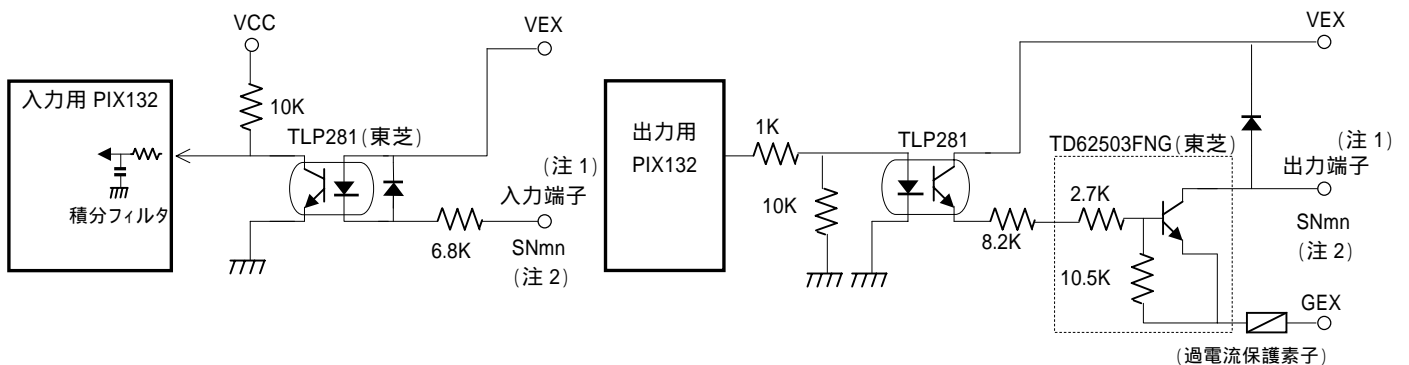 VCC
VEX
入力用 PIX132
10K
TLP281(東芝)
積分フィルタ
(注 1)
入力端子
6.8K
SNmn
(注 2)
VEX
出力用
PIX132
1K
TLP281
TD62503FNG(東芝)
(注 1)
出力端子
10K
8.2K
2.7K
SNmn
(注 2)
10.5K
GEX
(過電流保護素子)